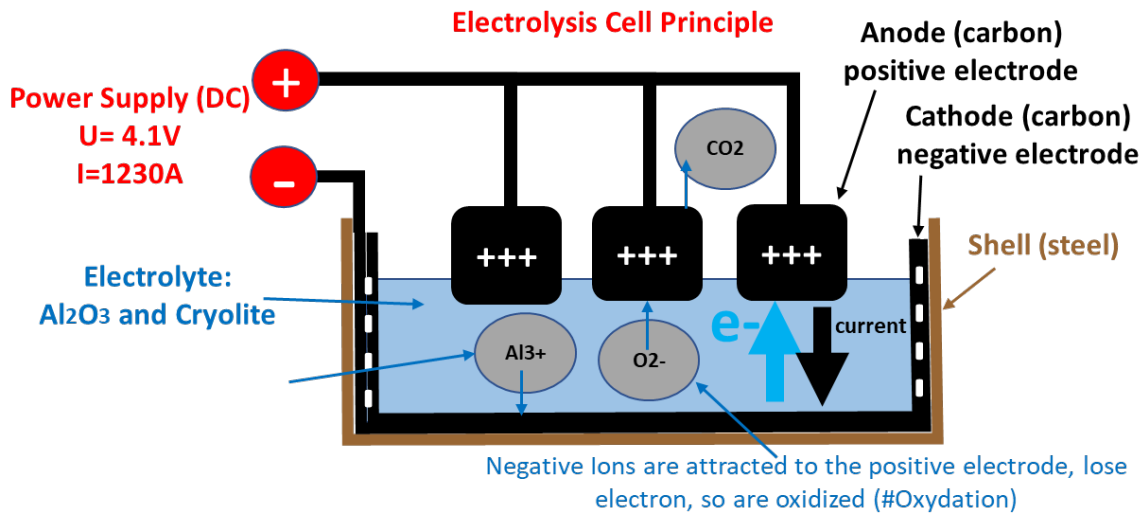 Electrolysis Cell Principle
Anode (carbon)
positive electrode
+
Power Supply (DC)
U= 4.1V
I=1230A
-
Cathode (carbon)
negative electrode
CO2
+++
+++
+++
Shell (steel)
Electrolyte:
Al2O3 and Cryolite
e-
current
Al3+
O2-
Negative Ions are attracted to the positive electrode, lose
electron, so are oxidized (#Oxydation)